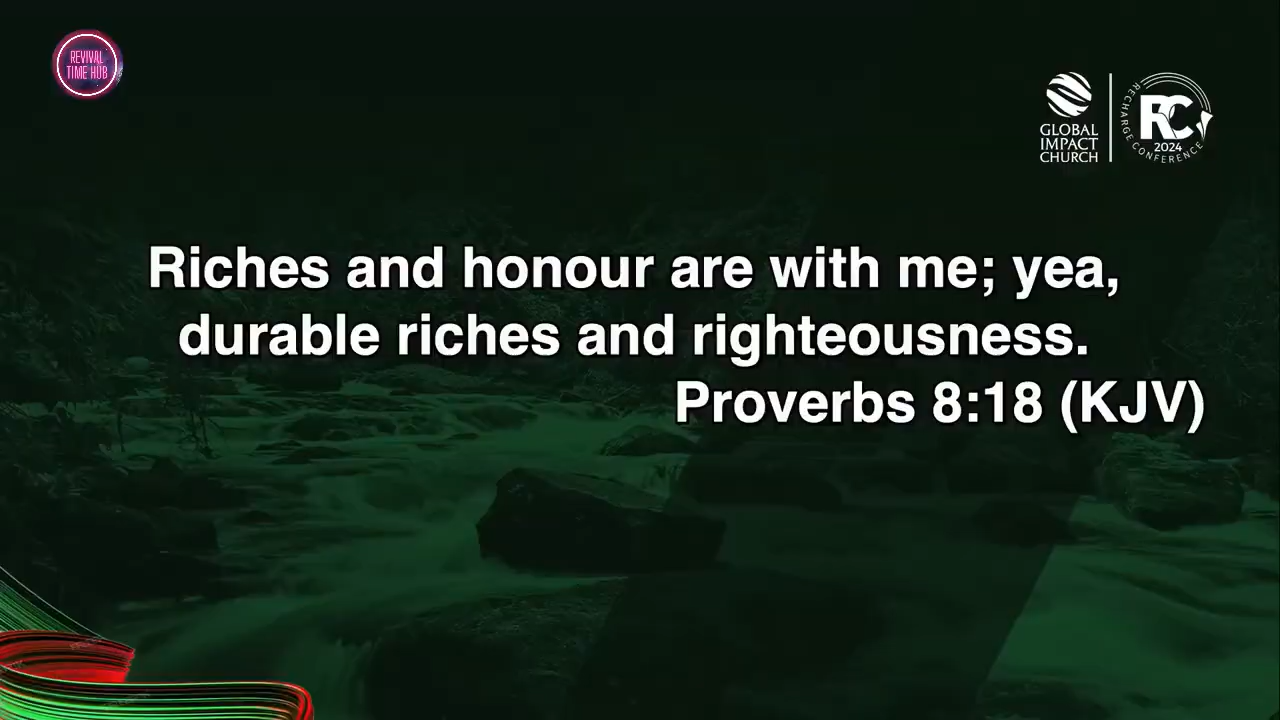 REVIVAL
TIME HUB
GLOBAL
IMPACT
CHURCH
RECHARGE CONFERENCE
RC
2024
Riches and honour are with me; yea,
durable riches and righteousness.
Proverbs 8:18 (KJV)